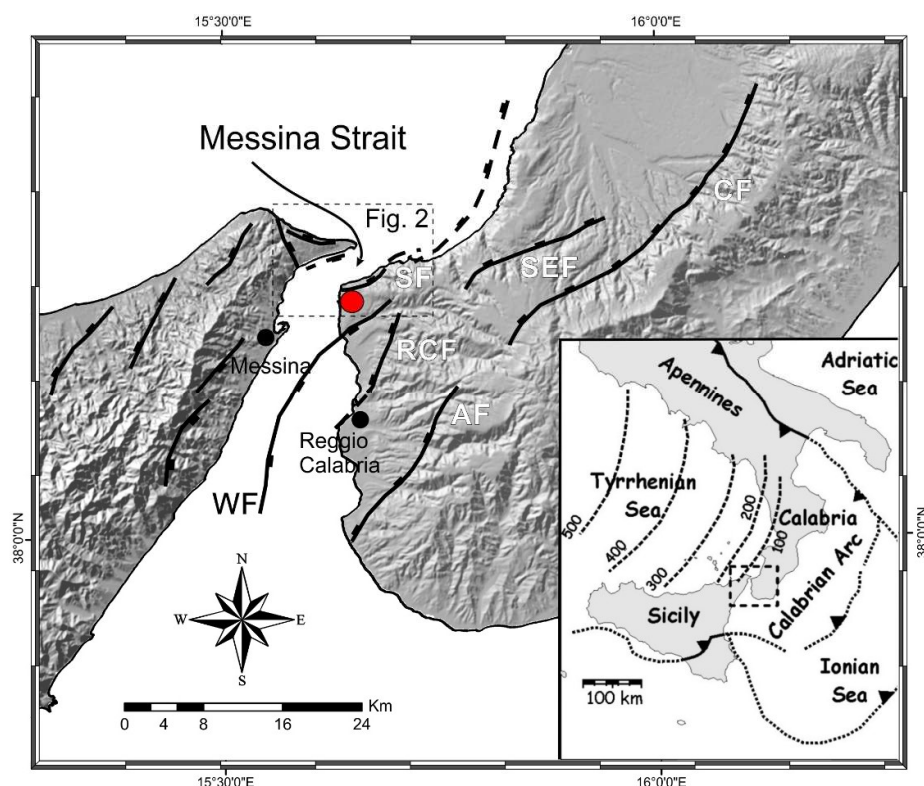 15°30'0"E
16°0'0"E
Messina Strait
Fig. 2
CF
SEF
SF
RCF
Messina
AF
Reggio
Calabria
WF
38°0'0"N
38°0'0"N
N
W
E
S
Km
0 4 8 16 24
Adriatic
Sea
Apennines
Tyrrhenian
Sea
500
400
300
200
100
Calabria
Calabrian Arc
Sicily
Ionian
Sea
100 km
15°30'0"E
16°0'0"E